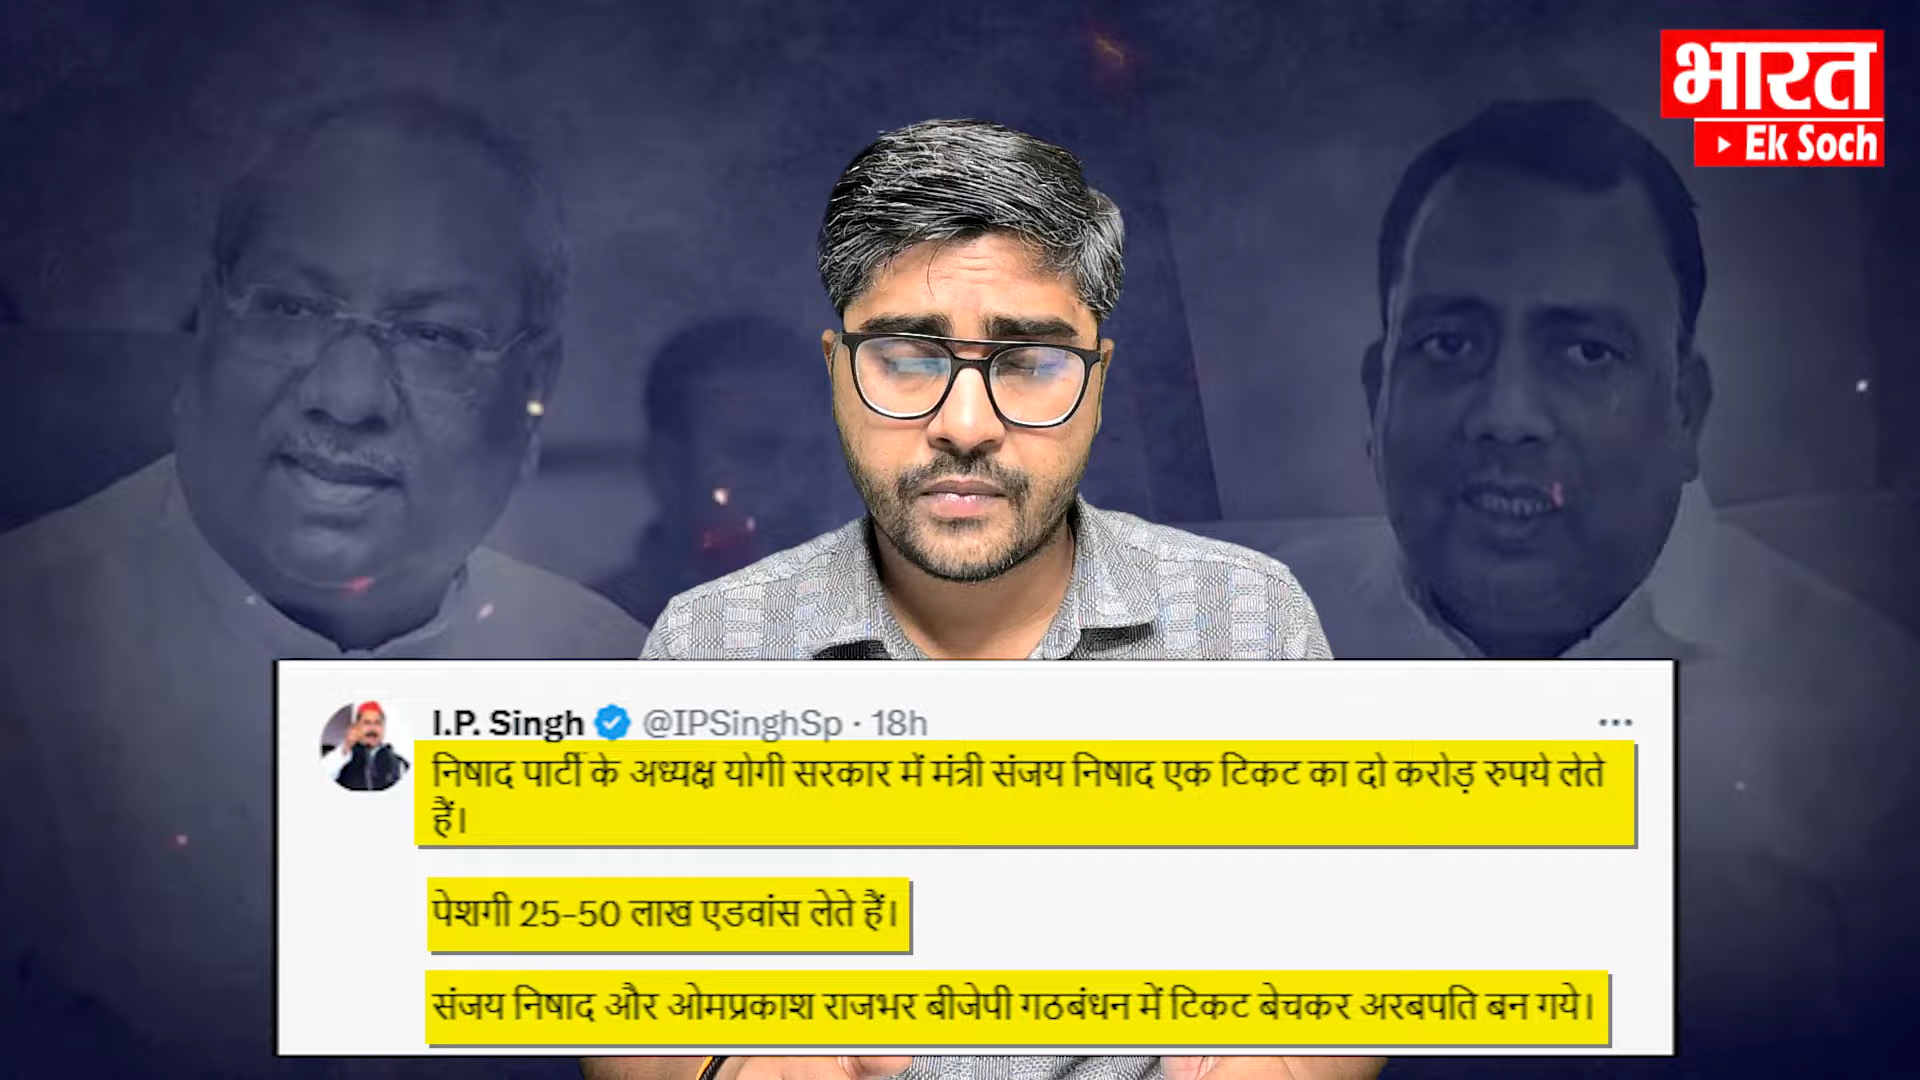 भारत
Ek Soch
I.P. Singh @IPSinghSp · 18h
निषाद पार्टी के अध्यक्ष योगी सरकार में मंत्री संजय निषाद एक टिकट का दो करोड़ रुपये लेते
हैं।
पेशगी 25-50 लाख एडवांस लेते हैं।
संजय निषाद और ओमप्रकाश राजभर बीजेपी गठबंधन में टिकट बेचकर अरबपति बन गये।